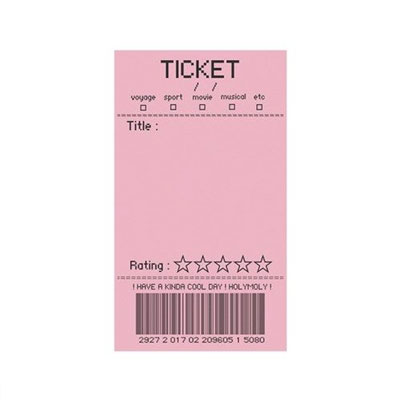 TICKET
/ /
voyage sport movie musical etc
Title :
Rating :
! HAVE A KINDA COOL DAY ! HOLYMOLY !
2927 2 017 02 209605 1 5080